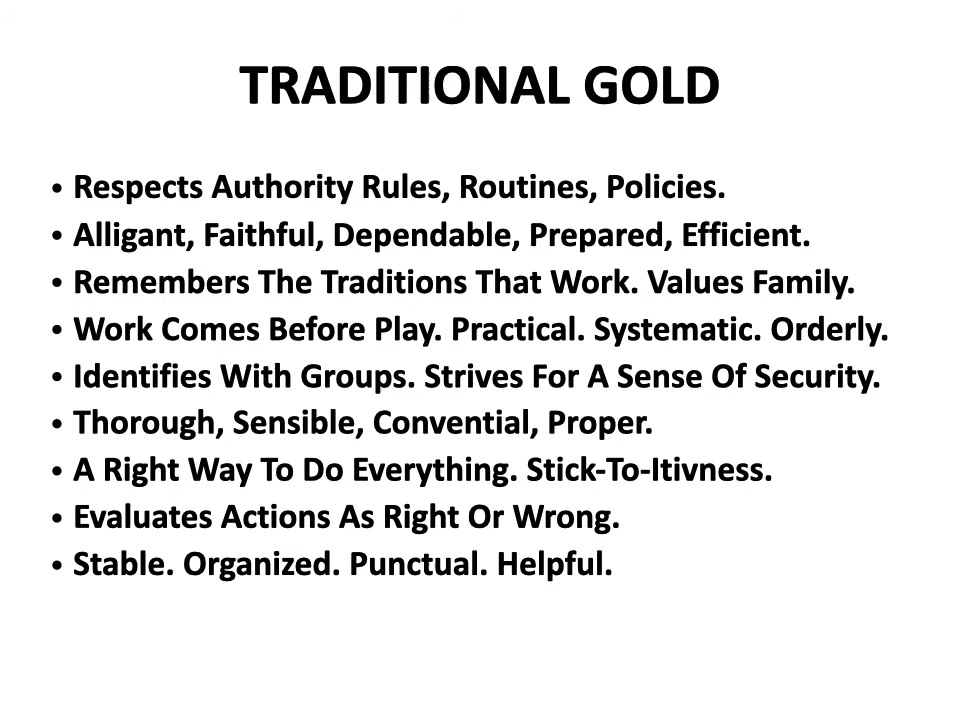 TRADITIONAL GOLD
• Respects Authority Rules, Routines, Policies.
• Alligant, Faithful, Dependable, Prepared, Efficient.
• Remembers The Traditions That Work. Values Family.
• Work Comes Before Play. Practical. Systematic. Orderly.
• Identifies With Groups. Strives For A Sense Of Security.
• Thorough, Sensible, Convential, Proper.
• A Right Way To Do Everything. Stick-To-Itivness.
• Evaluates Actions As Right Or Wrong.
• Stable. Organized. Punctual. Helpful.